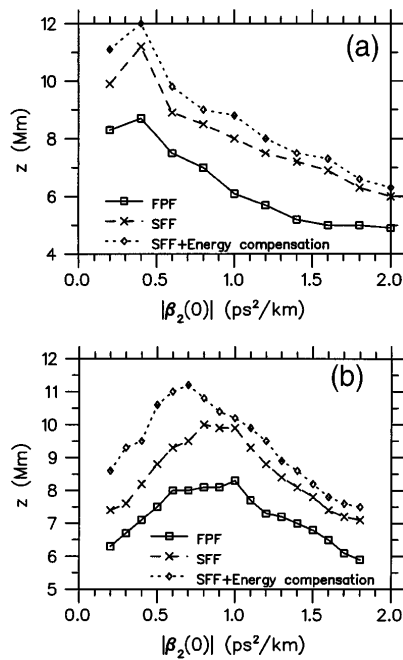 12
(a)
10
8
z (Mm)
6
FPF
SFF
SFF+Energy compensation
4
0.0 0.5 1.0 1.5 2.0
|β₂(0)| (ps²/km)
12
(b)
11
10
9
z (Mm)
8
7
FPF
SFF
6
SFF+Energy compensation
5
0.0 0.5 1.0 1.5 2.0
|β₂(0)| (ps²/km)